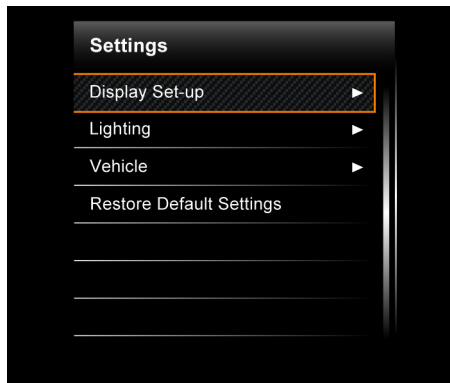 Settings
Display Set-up
Lighting
Vehicle
Restore Default Settings